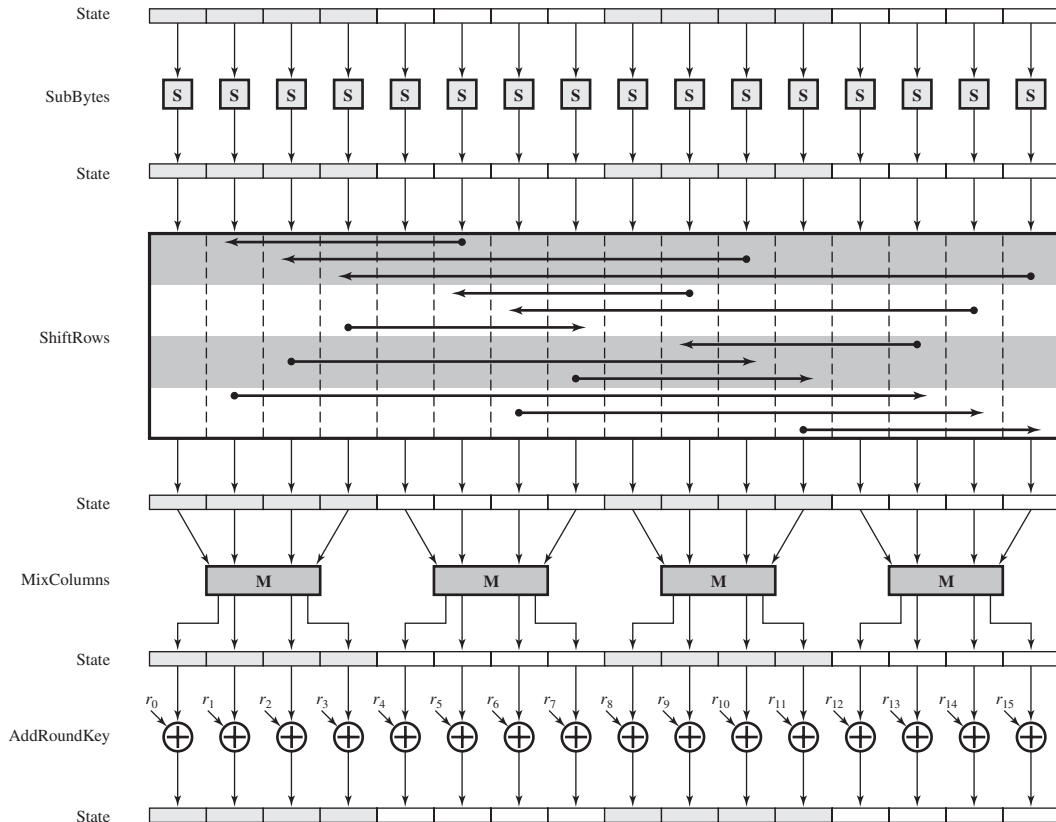 State
SubBytes
S S S S S S S S S S S S S S S S
State
ShiftRows
State
MixColumns
M M M M
State
r0 r1 r2 r3 r4 r5 r6 r7 r8 r9 r10 r11 r12 r13 r14 r15
AddRoundKey
State